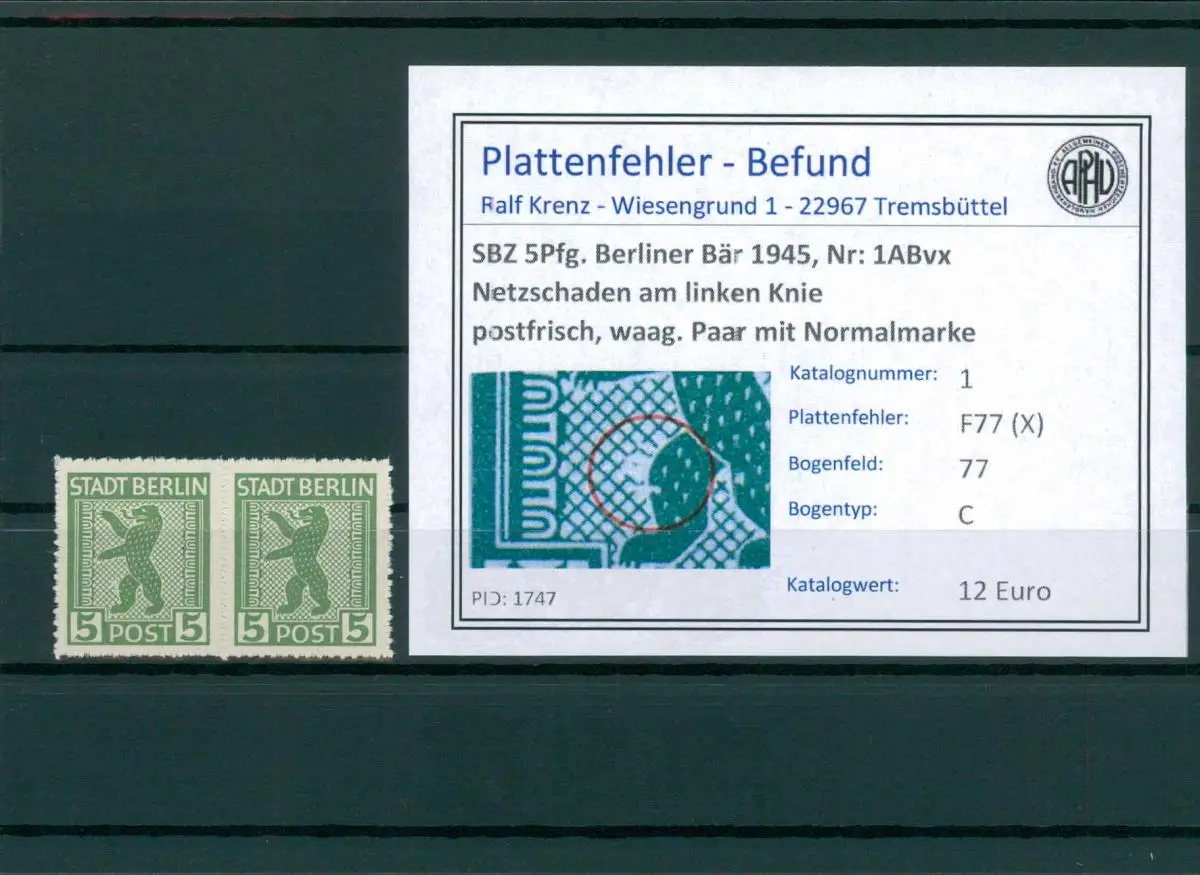 STADT BERLIN
5 POST 5
STADT BERLIN
5 POST 5
Plattenfehler - Befund
Ralf Krenz - Wiesengrund 1 - 22967 Tremsbüttel
APHV
SBZ 5Pfg. Berliner Bär 1945, Nr: 1ABvx
Netzschaden am linken Knie
postfrisch, waag. Paar mit Normalmarke
Katalognummer: 1
Plattenfehler: F77 (X)
Bogenfeld: 77
Bogentyp: C
Katalogwert: 12 Euro
PID: 1747